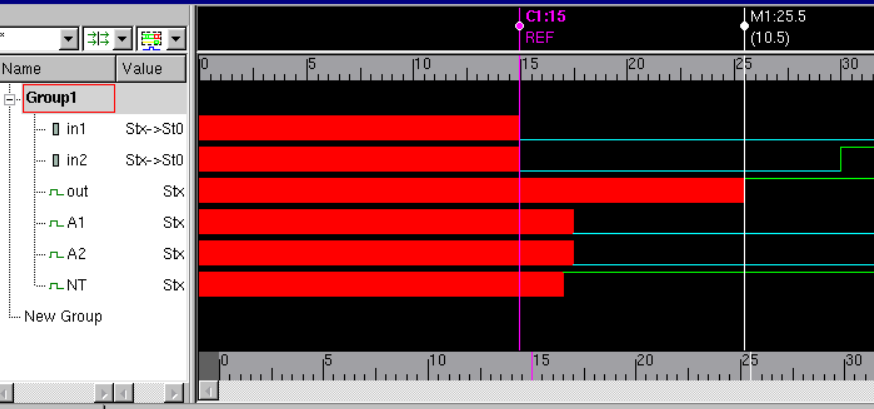 C1:15 M1:25.5
* REF (10.5)
Name Value 0 5 10 15 20 25 30
Group1
in1 Stx->St0
in2 Stx->St0
out Stx
A1 Stx
A2 Stx
NT Stx
New Group
0 5 10 15 20 25 30